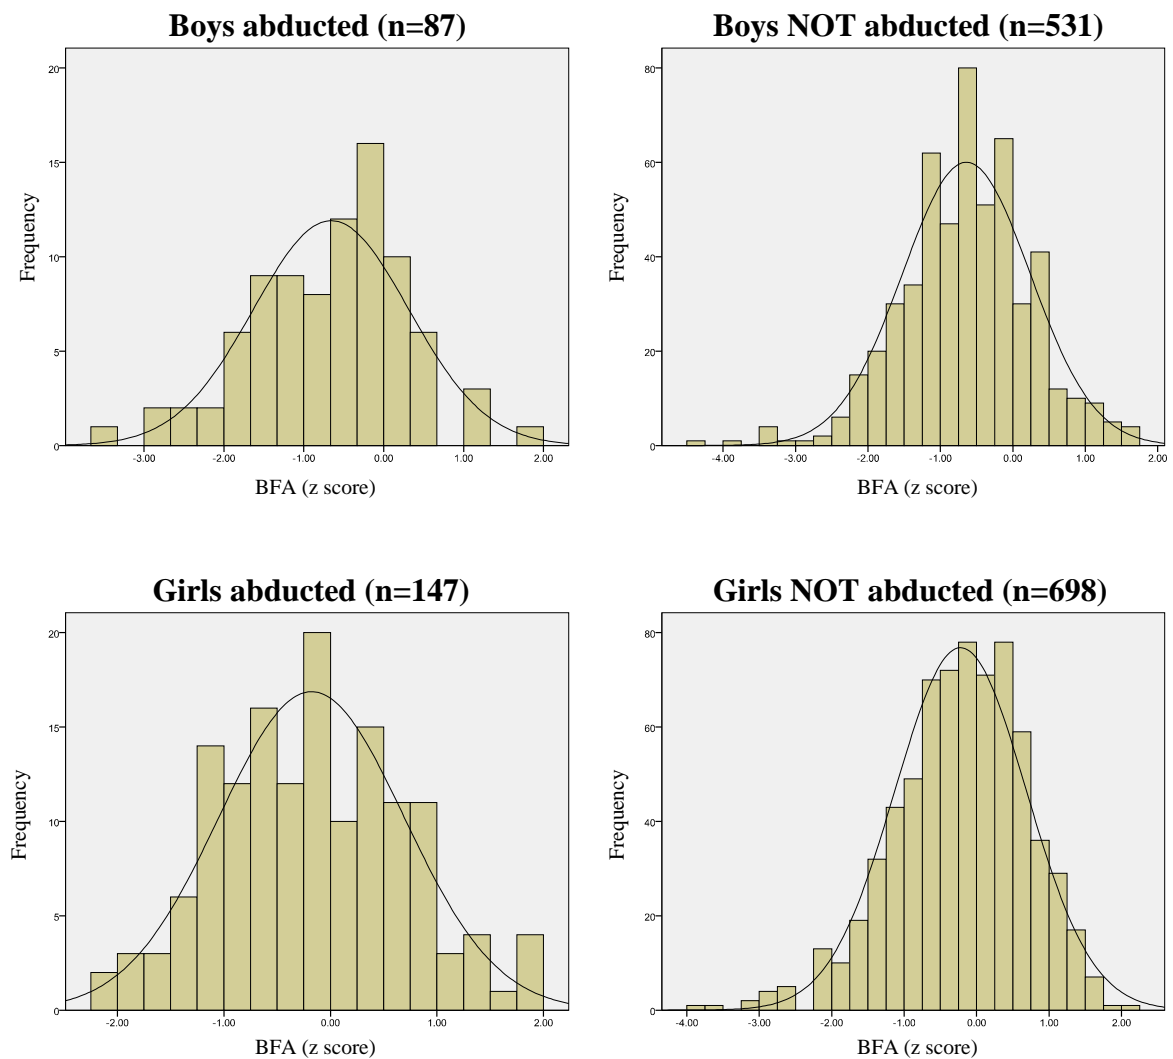 Boys abducted (n=87)
20
15
10
5
0
Frequency
-3.00 -2.00 -1.00 0.00 1.00 2.00
BFA (z score)
Boys NOT abducted (n=531)
80
60
40
20
0
Frequency
-4.00 -3.00 -2.00 -1.00 0.00 1.00 2.00
BFA (z score)
Girls abducted (n=147)
20
15
10
5
0
Frequency
-2.00 -1.00 0.00 1.00 2.00
BFA (z score)
Girls NOT abducted (n=698)
80
60
40
20
0
Frequency
-4.00 -3.00 -2.00 -1.00 0.00 1.00 2.00
BFA (z score)